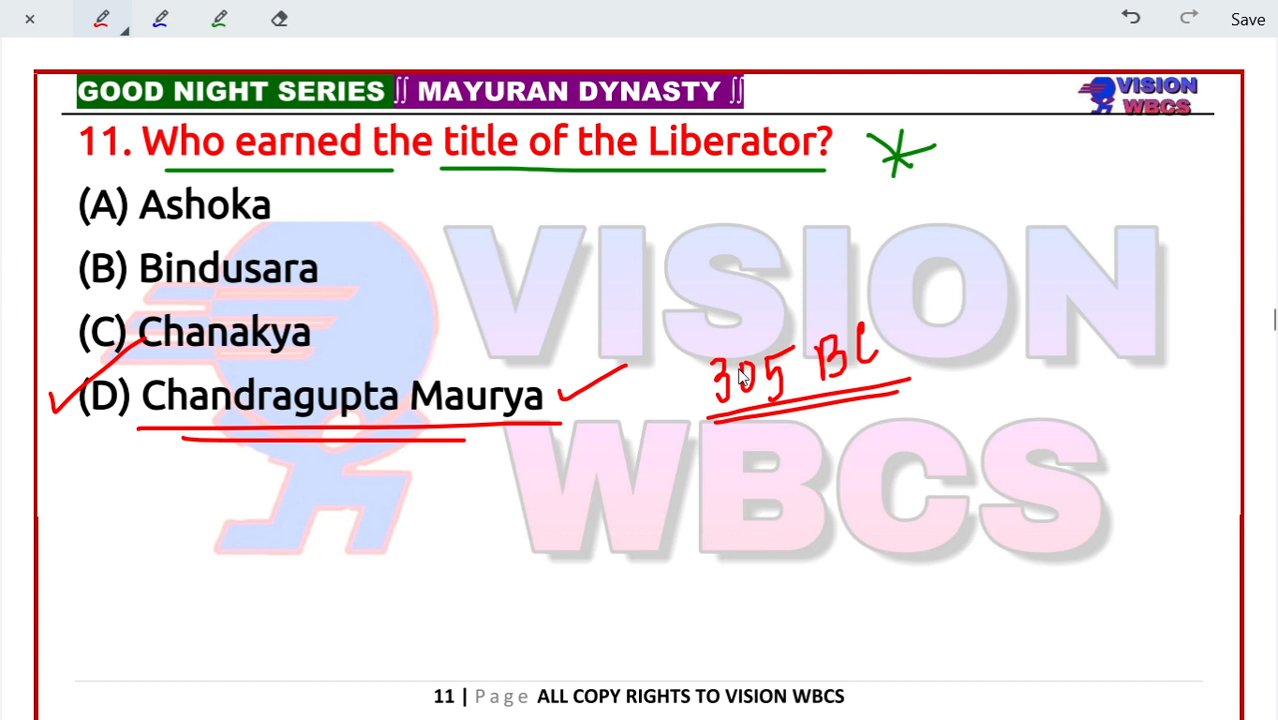 Save
GOOD NIGHT SERIES ∬ MAYURAN DYNASTY ∬
VISION
WBCS
11. Who earned the title of the Liberator?
(A) Ashoka
(B) Bindusara
(C) Chanakya
(D) Chandragupta Maurya
305 BC
VISION
WBCS
11 | Page ALL COPY RIGHTS TO VISION WBCS